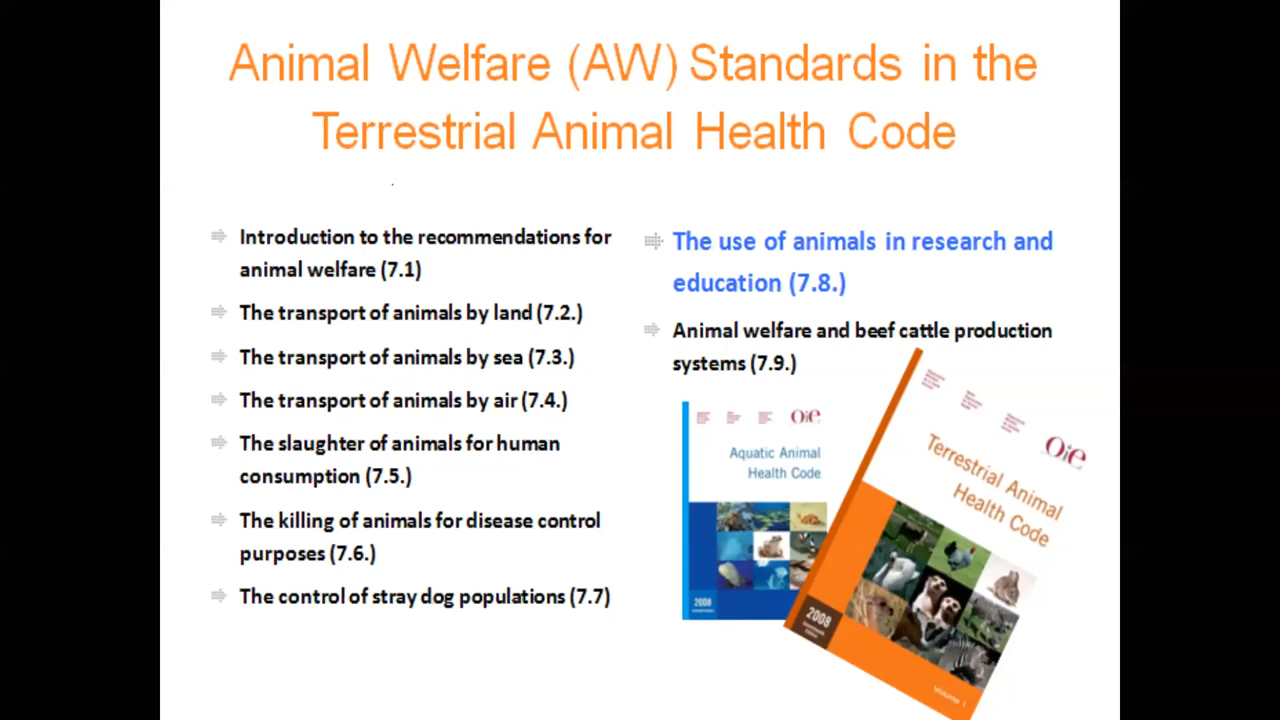 Animal Welfare (AW) Standards in the
Terrestrial Animal Health Code
Introduction to the recommendations for
animal welfare (7.1)
The transport of animals by land (7.2.)
The transport of animals by sea (7.3.)
The transport of animals by air (7.4.)
The slaughter of animals for human
consumption (7.5.)
The killing of animals for disease control
purposes (7.6.)
The control of stray dog populations (7.7)
The use of animals in research and
education (7.8.)
Animal welfare and beef cattle production
systems (7.9.)
Oie
Aquatic Animal
Health Code
2008
Oie
Terrestrial Animal
Health Code
2008
Volume 1